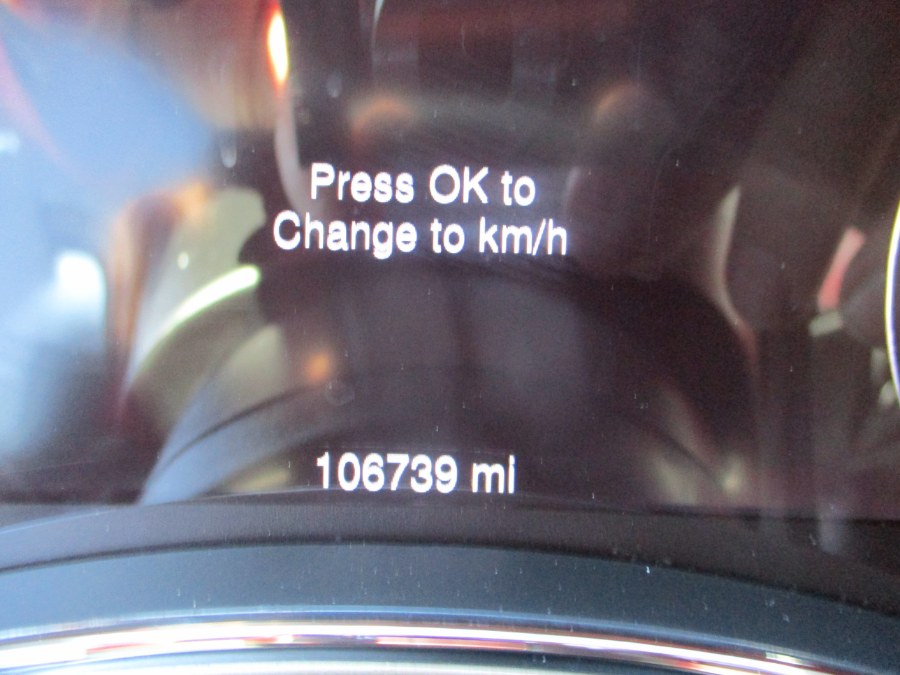 Press OK to
Change to km/h
106739 mi